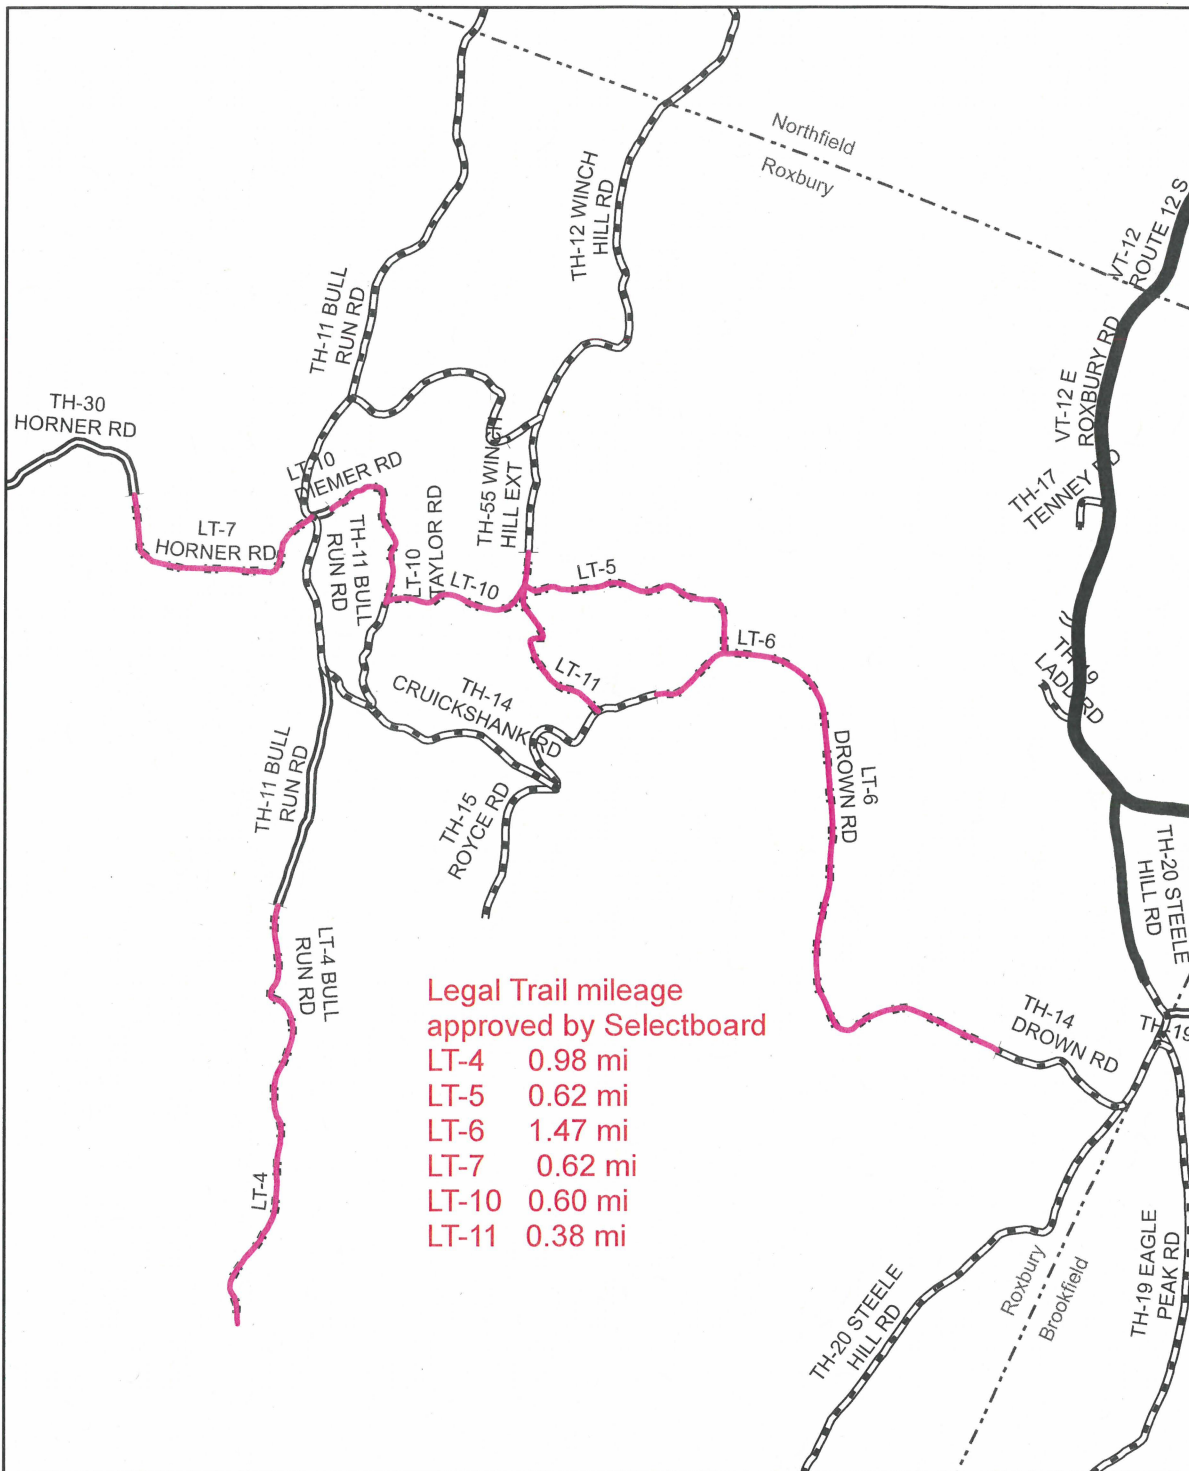 Northfield
Roxbury
TH-12 WINCH
HILL RD
VT-12
ROUTE 12 S
TH-11 BULL
RUN RD
VT-12 E
ROXBURY RD
TH-30
HORNER RD
LT-10
DIEMER RD
TH-55 WINCH
HILL EXT
TH-17
TENNEY RD
LT-7
HORNER RD
TH-11 BULL
RUN RD
LT-10
TAYLOR RD
LT-10
LT-5
LT-6
LT-11
TH-19
LADD RD
TH-14
CRUICKSHANK RD
TH-11 BULL
RUN RD
TH-15
ROYCE RD
LT-6
DROWN RD
TH-20 STEELE
HILL RD
LT-4 BULL
RUN RD
Legal Trail mileage
approved by Selectboard
LT-4 0.98 mi
LT-5 0.62 mi
LT-6 1.47 mi
LT-7 0.62 mi
LT-10 0.60 mi
LT-11 0.38 mi
TH-14
DROWN RD
TH-19
LT-4
TH-19 EAGLE
PEAK RD
Roxbury
Brookfield
TH-20 STEELE
HILL RD